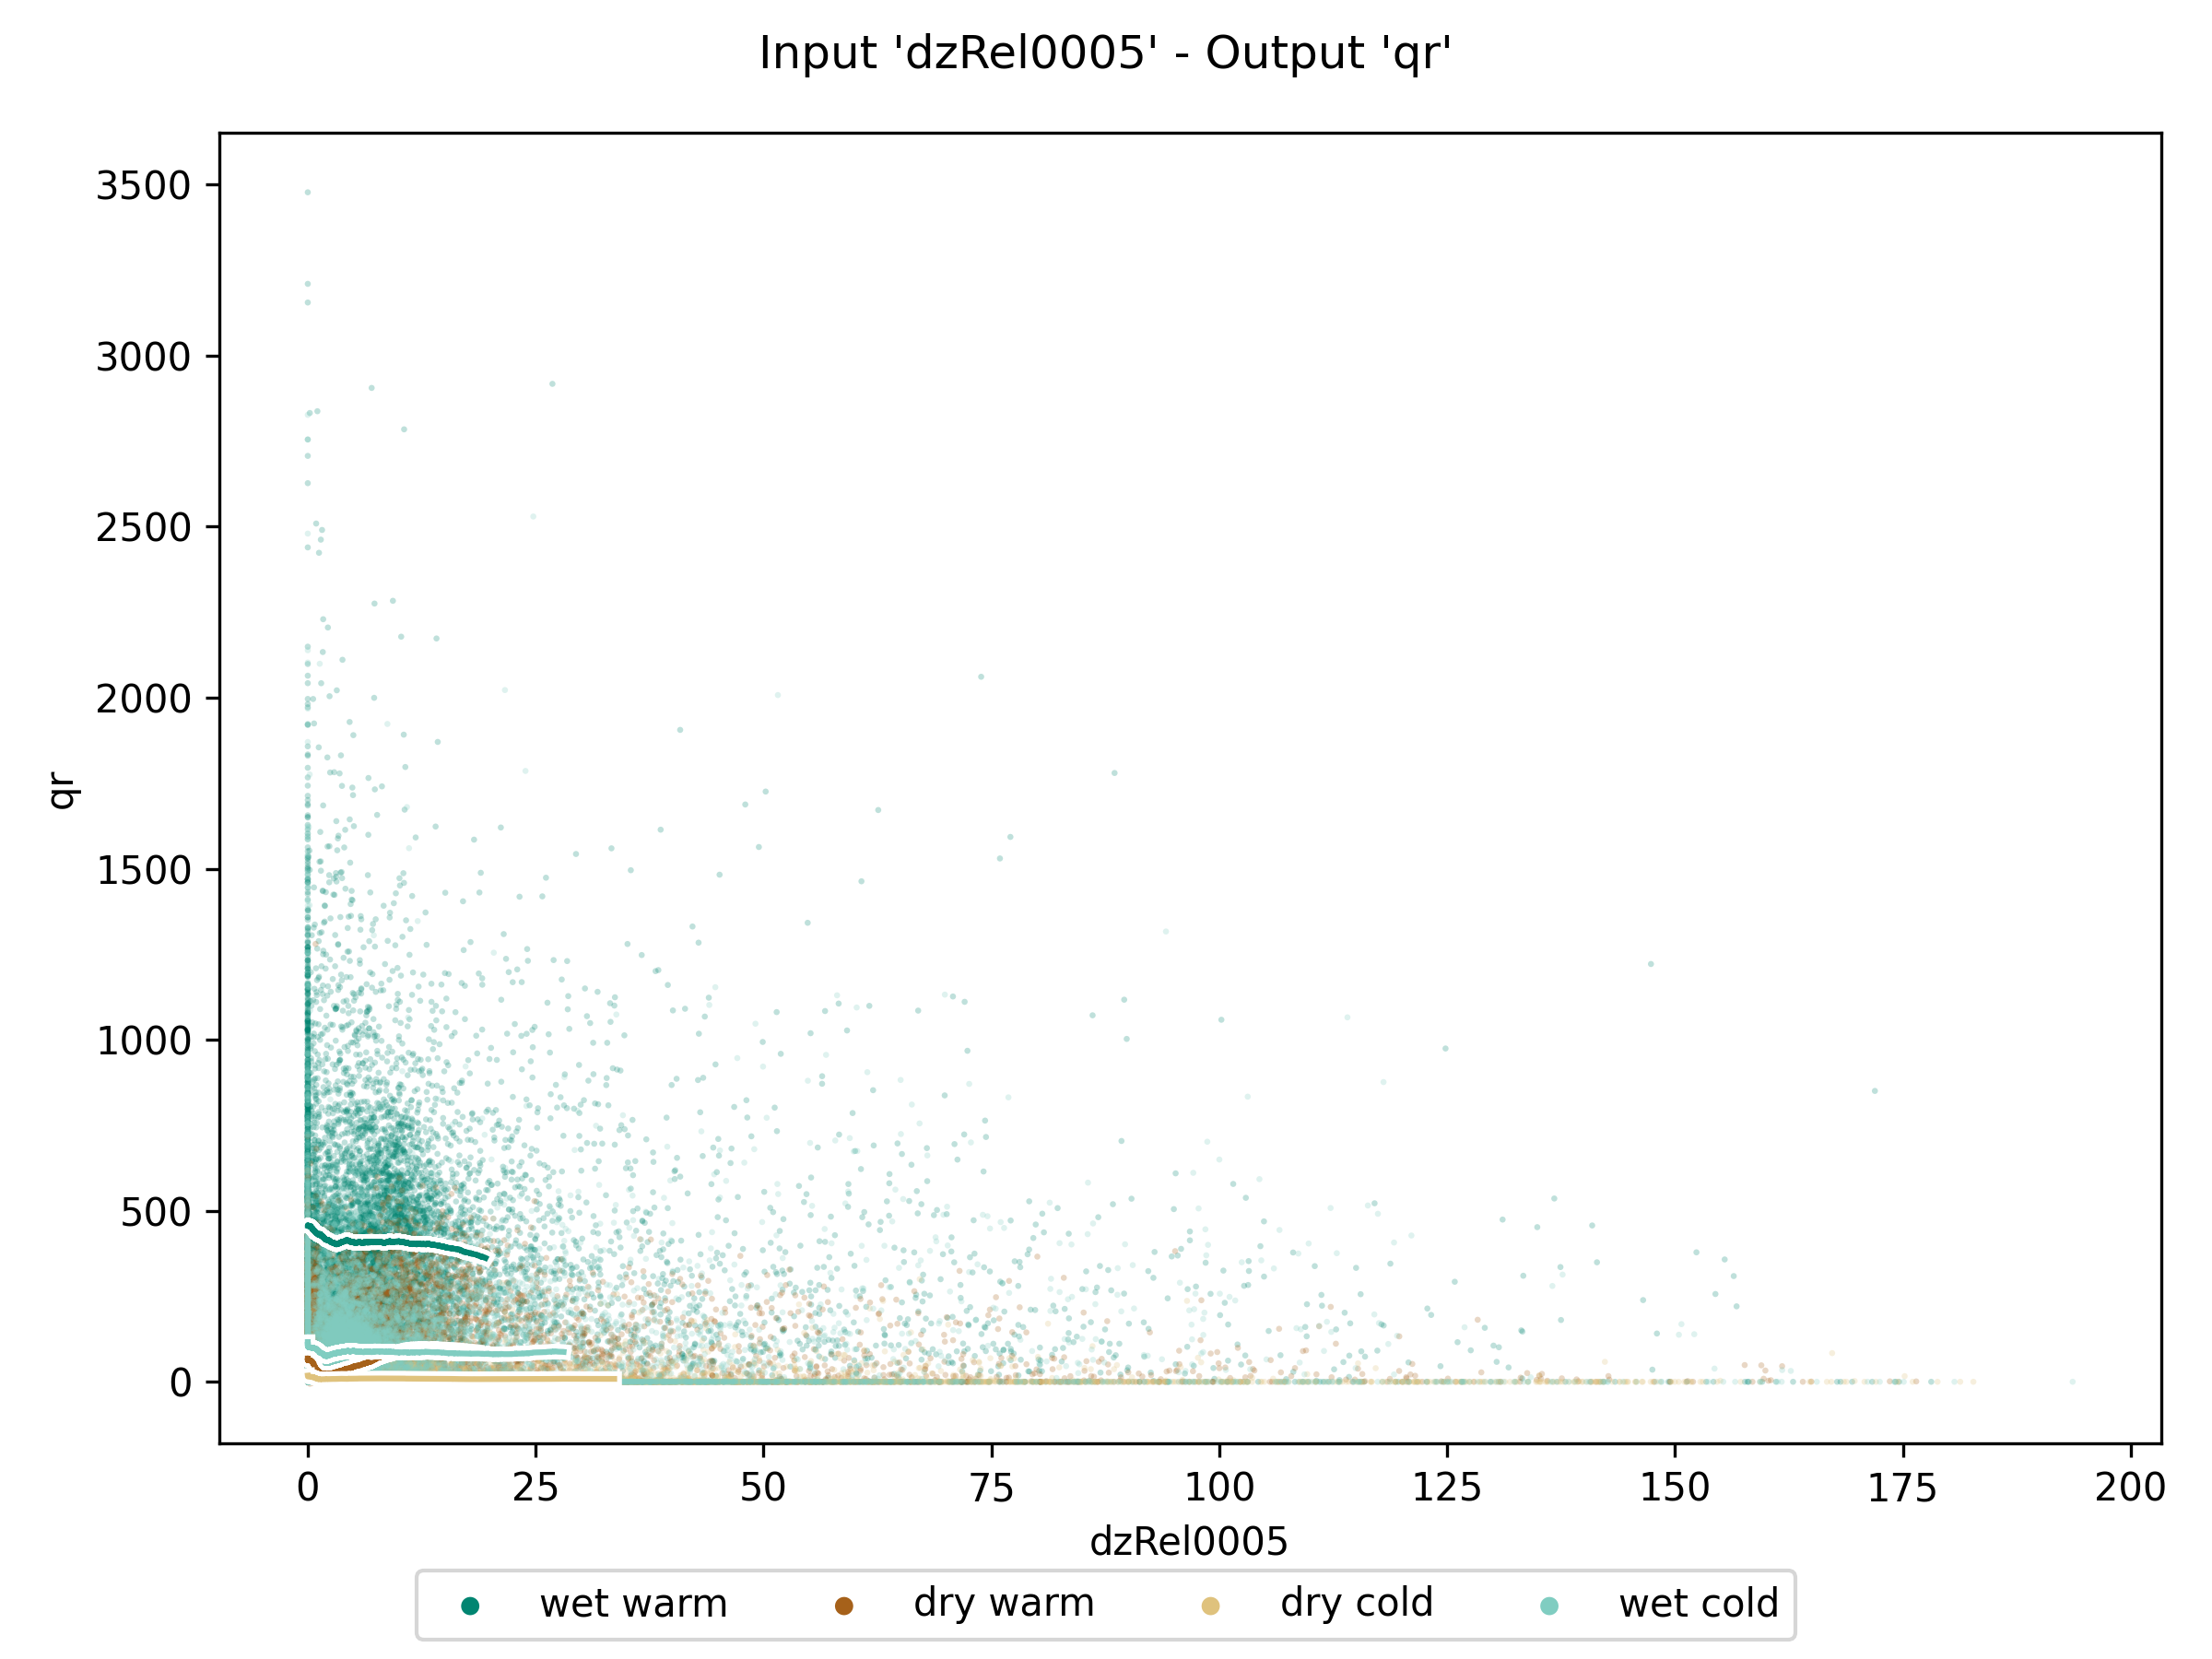 Input 'dzRel0005' - Output 'qr'
3500
3000
2500
2000
1500
1000
500
0
qr
0 25 50 75 100 125 150 175 200
dzRel0005
wet warm dry warm dry cold wet cold